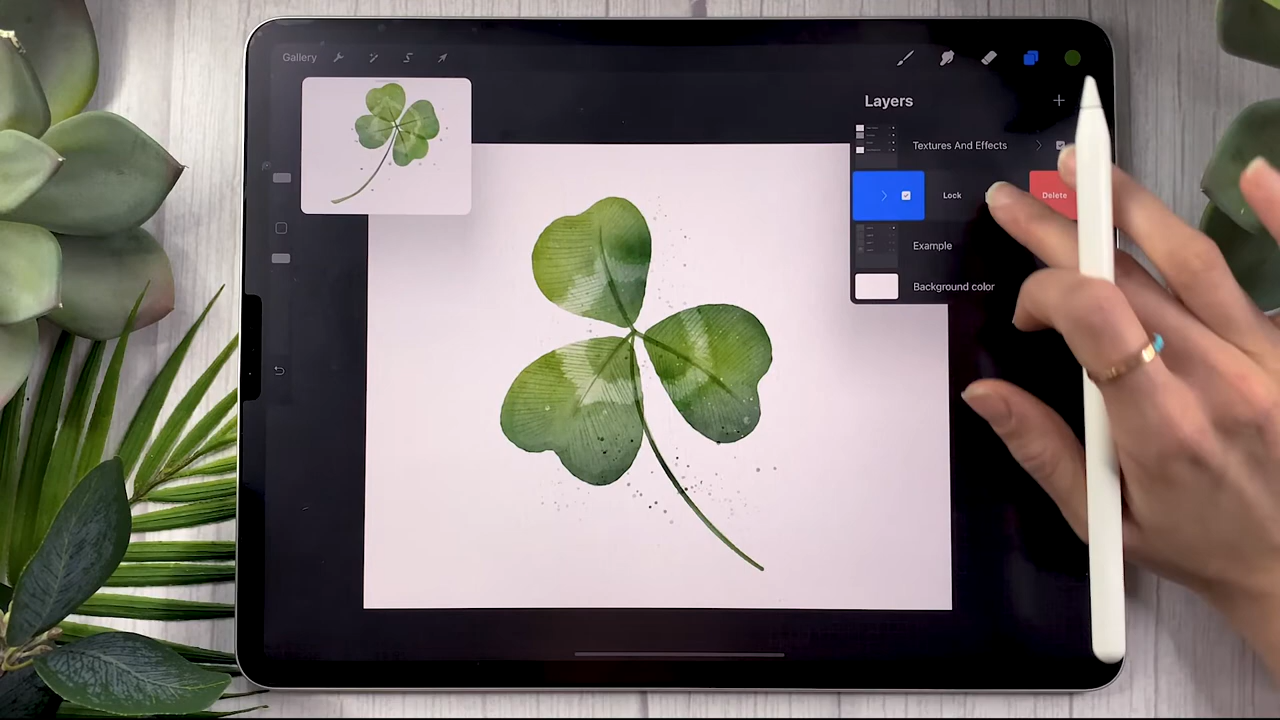 Gallery
Layers
Textures And Effects
Lock
Delete
Example
Background color